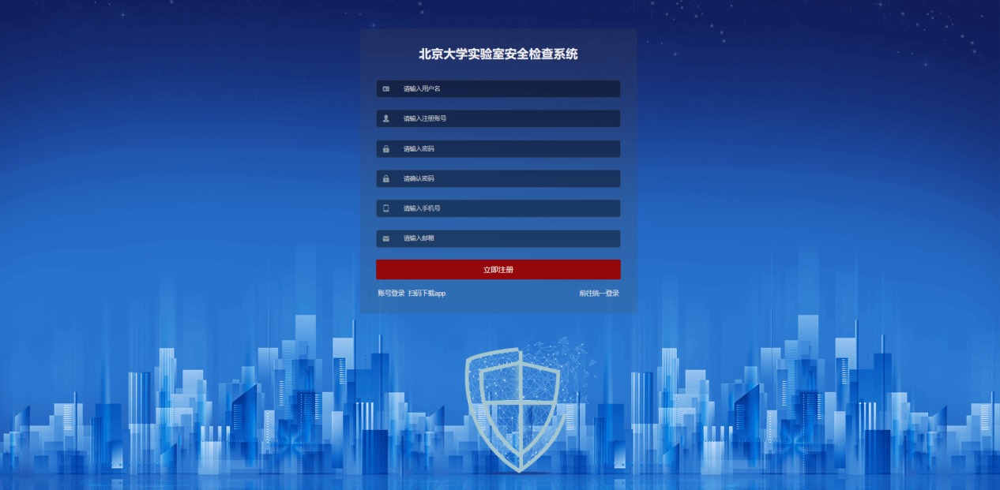 北京大学实验室安全检查系统
请输入用户名
请输入注册账号
请输入密码
请确认密码
请输入手机号
请输入邮箱
立即注册
账号登录 扫码下载app 前往统一登录